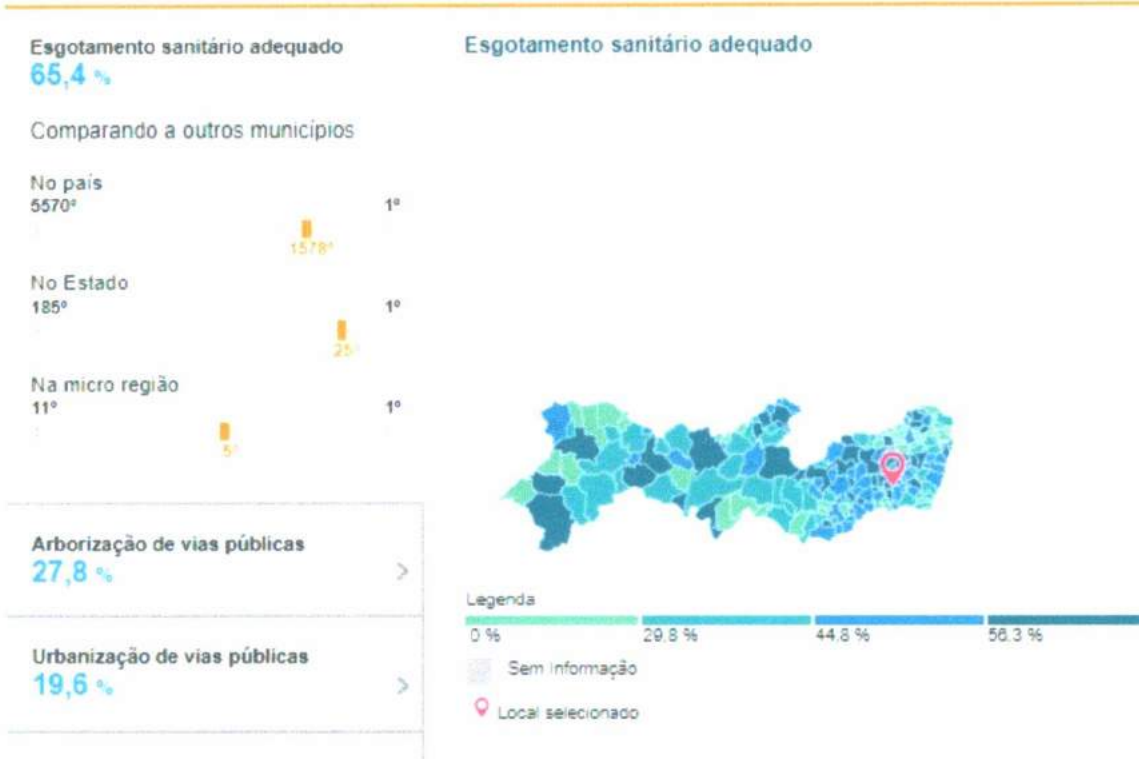 Esgotamento sanitário adequado
65,4 %
Comparando a outros municípios
No país
5570º 1º
1578º
No Estado
185º 1º
25º
Na micro região
11º 1º
5º
Arborização de vias públicas
27,8 %
>
Urbanização de vias públicas
19,6 %
>
Esgotamento sanitário adequado
Legenda
0 % 29.8 % 44.8 % 56.3 %
Sem Informação
Local selecionado